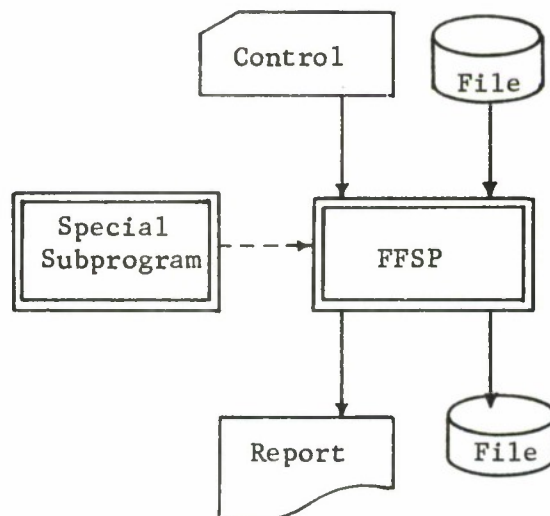 Control
File
Special
Subprogram
FFSP
Report
File